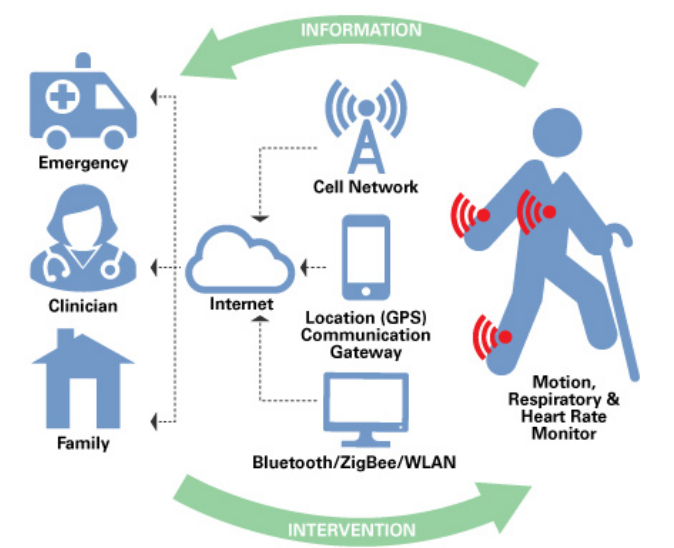 INFORMATION
Emergency
Cell Network
Clinician
Internet
Location (GPS)
Communication
Gateway
Motion,
Respiratory &
Heart Rate
Monitor
Family
Bluetooth/ZigBee/WLAN
INTERVENTION